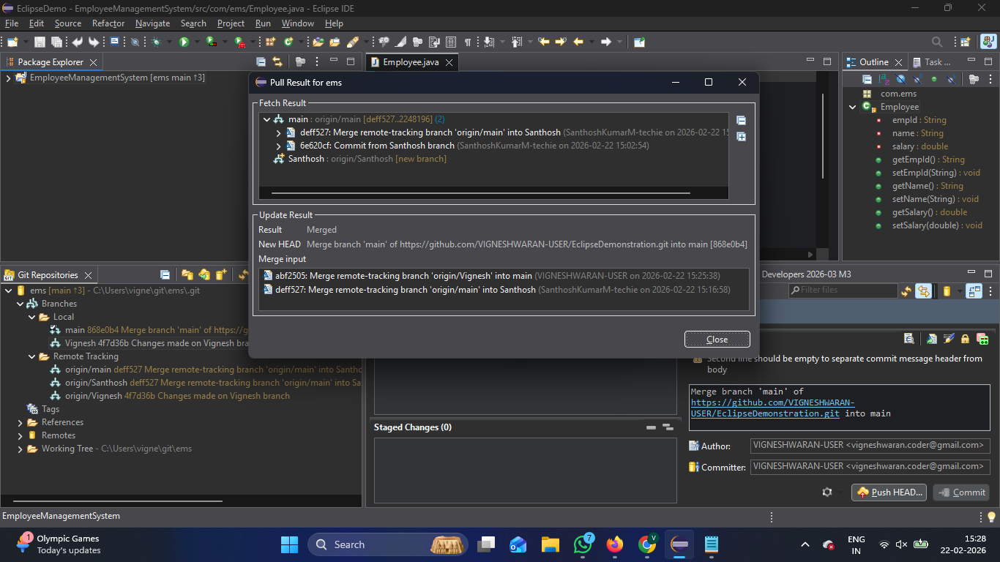 EclipseDemo - EmployeeManagementSystem/src/com/ems/Employee.java - Eclipse IDE
File Edit Source Refactor Navigate Search Project Run Window Help
Package Explorer
EmployeeManagementSystem [ems main ↑3]
Employee.java
Outline
Task ...
com.ems
Employee
empId : String
name : String
salary : double
getEmpId() : String
setEmpId(String) : void
getName() : String
setName(String) : void
getSalary() : double
setSalary(double) : void
Pull Result for ems
Fetch Result
main : origin/main [deff527..2248196] (2)
deff527: Merge remote-tracking branch 'origin/main' into Santhosh (SanthoshKumarM-techie on 2026-02-22 15
6e620cf: Commit from Santhosh branch (SanthoshKumarM-techie on 2026-02-22 15:02:54)
Santhosh : origin/Santhosh [new branch]
Update Result
Result Merged
New HEAD Merge branch 'main' of https://github.com/VIGNESHWARAN-USER/EclipseDemonstration.git into main [868e0b4]
Merge input
abf2505: Merge remote-tracking branch 'origin/Vignesh' into main (VIGNESHWARAN-USER on 2026-02-22 15:25:38)
deff527: Merge remote-tracking branch 'origin/main' into Santhosh (SanthoshKumarM-techie on 2026-02-22 15:16:58)
Close
Git Repositories
ems [main ↑3] - C:\Users\vigne\git\ems\.git
Branches
Local
main 868e0b4 Merge branch 'main' of https://g
Vignesh 4f7d36b Changes made on Vignesh bra
Remote Tracking
origin/main deff527 Merge remote-tracking branch 'origin/main' into Santho
origin/Santhosh deff527 Merge remote-tracking branch 'origin/main' into Sa
origin/Vignesh 4f7d36b Changes made on Vignesh branch
Tags
References
Remotes
Working Tree - C:\Users\vigne\git\ems
Developers 2026-03 M3
Filter files
Second line should be empty to separate commit message header from
body
Merge branch 'main' of
https://github.com/VIGNESHWARAN-
USER/EclipseDemonstration.git into main
Staged Changes (0)
Author: VIGNESHWARAN-USER <vigneshwaran.coder@gmail.com>
Committer: VIGNESHWARAN-USER <vigneshwaran.coder@gmail.com>
Push HEAD...
Commit
EmployeeManagementSystem
1
Olympic Games
Today's updates
Search
7
V
ENG
IN
15:28
22-02-2026